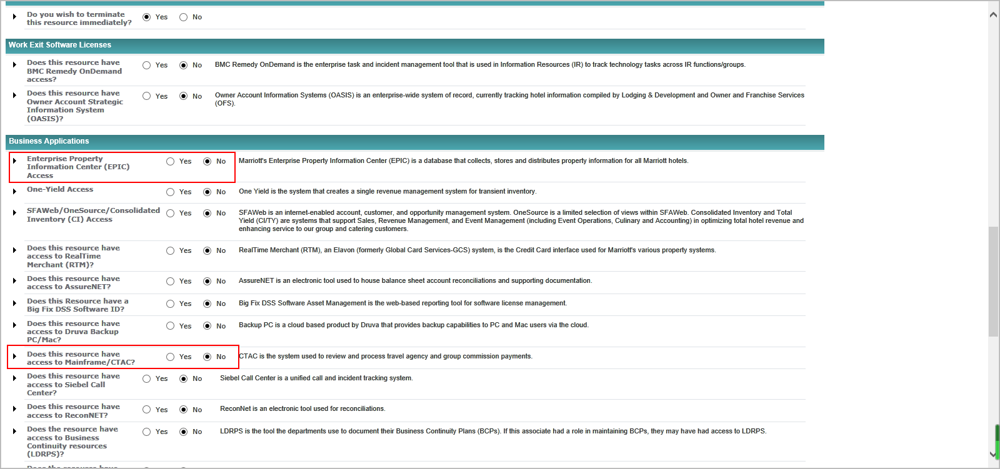 Do you wish to terminate
this resource immediately?
Yes No
Work Exit Software Licenses
Does this resource have
BMC Remedy OnDemand
access?
Yes No
BMC Remedy OnDemand is the enterprise task and incident management tool that is used in Information Resources (IR) to track technology tasks across IR functions/groups.
Does this resource have
Owner Account Strategic
Information System
(OASIS)?
Yes No
Owner Account Information Systems (OASIS) is an enterprise-wide system of record, currently tracking hotel information compiled by Lodging & Development and Owner and Franchise Services
(OFS).
Business Applications
Enterprise Property
Information Center (EPIC)
Access
Yes No
Marriott's Enterprise Property Information Center (EPIC) is a database that collects, stores and distributes property information for all Marriott hotels.
One-Yield Access
Yes No
One Yield is the system that creates a single revenue management system for transient inventory.
SFAWeb/OneSource/Consolidated
Inventory (CI) Access
Yes No
SFAWeb is an internet-enabled account, customer, and opportunity management system. OneSource is a limited selection of views within SFAWeb. Consolidated Inventory and Total
Yield (CI/TY) are systems that support Sales, Revenue Management, and Event Management (including Event Operations, Culinary and Accounting) in optimizing total hotel revenue and
enhancing service to our group and catering customers.
Does this resource have
access to RealTime
Merchant (RTM)?
Yes No
RealTime Merchant (RTM), an Elavon (formerly Global Card Services-GCS) system, is the Credit Card interface used for Marriott's various property systems.
Does this resource have
access to AssureNET?
Yes No
AssureNET is an electronic tool used to house balance sheet account reconciliations and supporting documentation.
Does this Resource have a
Big Fix DSS Software ID?
Yes No
Big Fix DSS Software Asset Management is the web-based reporting tool for software license management.
Does this resource have
access to Druva Backup
PC/Mac?
Yes No
Backup PC is a cloud based product by Druva that provides backup capabilities to PC and Mac users via the cloud.
Does this resource have
access to Mainframe/CTAC?
Yes No
CTAC is the system used to review and process travel agency and group commission payments.
Does this resource have
access to Siebel Call
Center?
Yes No
Siebel Call Center is a unified call and incident tracking system.
Does this resource have
access to ReconNET?
Yes No
ReconNet is an electronic tool used for reconciliations.
Does the resource have
access to Business
Continuity resources
(LDRPS)?
Yes No
LDRPS is the tool the departments use to document their Business Continuity Plans (BCPs). If this associate had a role in maintaining BCPs, they may have had access to LDRPS.